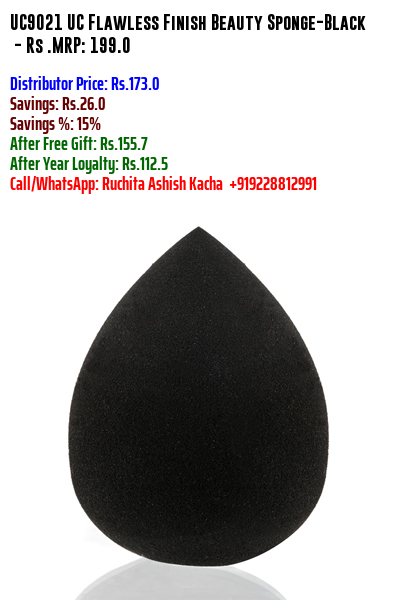 UC9021 UC Flawless Finish Beauty Sponge-Black
- Rs .MRP: 199.0
Distributor Price: Rs.173.0
Savings: Rs.26.0
Savings %: 15%
After Free Gift: Rs.155.7
After Year Loyalty: Rs.112.5
Call/WhatsApp: Ruchita Ashish Kacha +919228812991